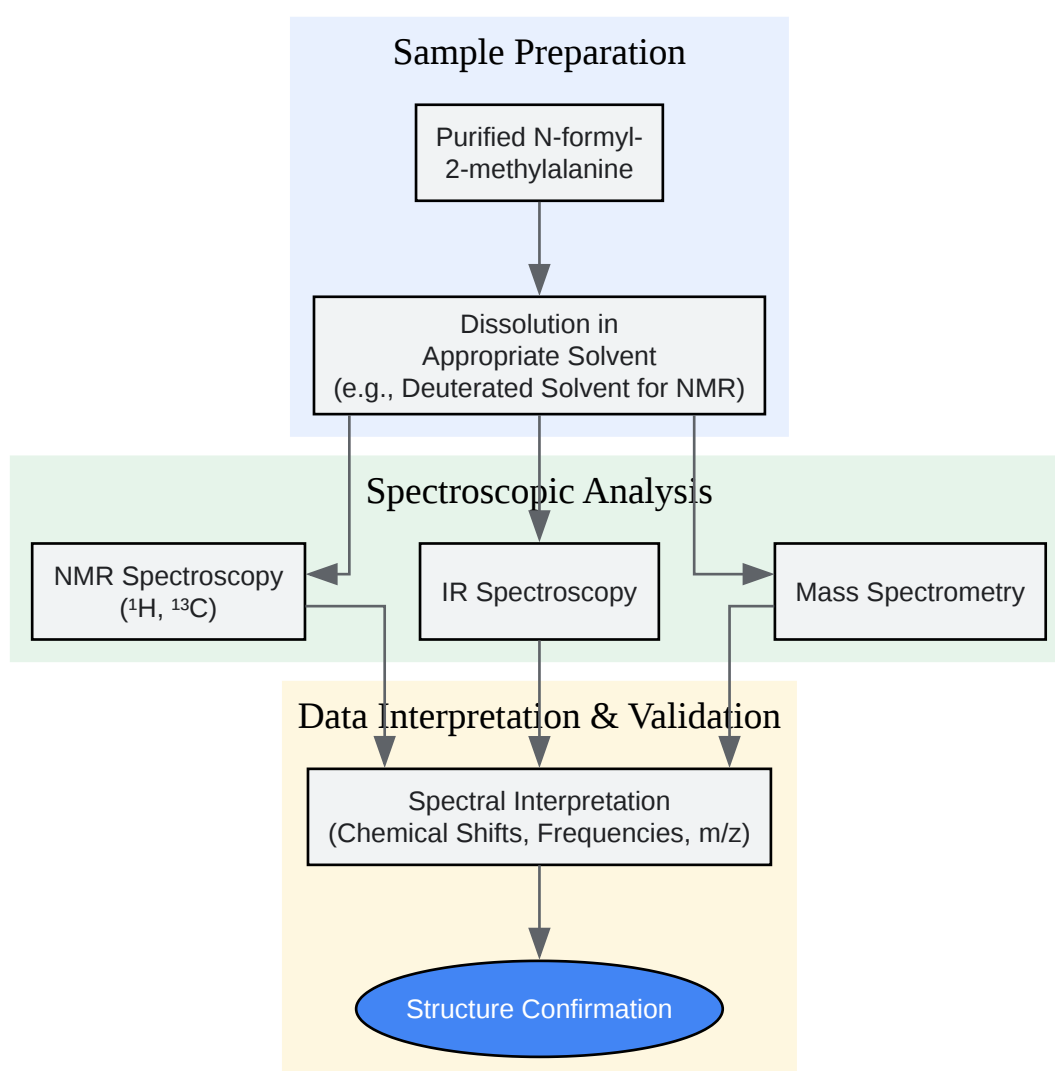 Sample Preparation
Purified N-formyl-
2-methylalanine
Dissolution in
Appropriate Solvent
(e.g., Deuterated Solvent for NMR)
Spectroscopic Analysis
NMR Spectroscopy
(¹H, ¹³C)
IR Spectroscopy
Mass Spectrometry
Data Interpretation & Validation
Spectral Interpretation
(Chemical Shifts, Frequencies, m/z)
Structure Confirmation